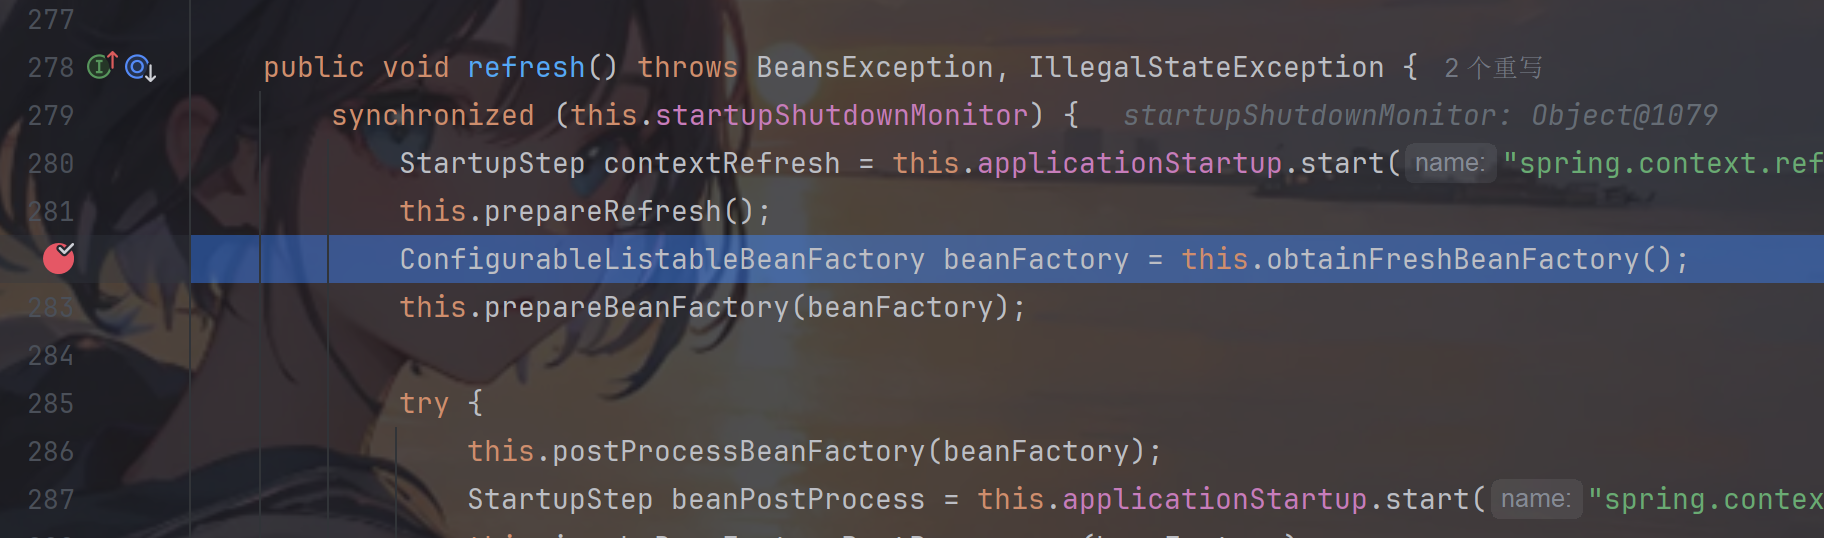 277
278 public void refresh() throws BeansException, IllegalStateException { 2 个重写
279 synchronized (this.startupShutdownMonitor) { startupShutdownMonitor: Object@1079
280 StartupStep contextRefresh = this.applicationStartup.start( name: "spring.context.ref
281 this.prepareRefresh();
ConfigurableListableBeanFactory beanFactory = this.obtainFreshBeanFactory();
283 this.prepareBeanFactory(beanFactory);
284
285 try {
286 this.postProcessBeanFactory(beanFactory);
287 StartupStep beanPostProcess = this.applicationStartup.start( name: "spring.contex